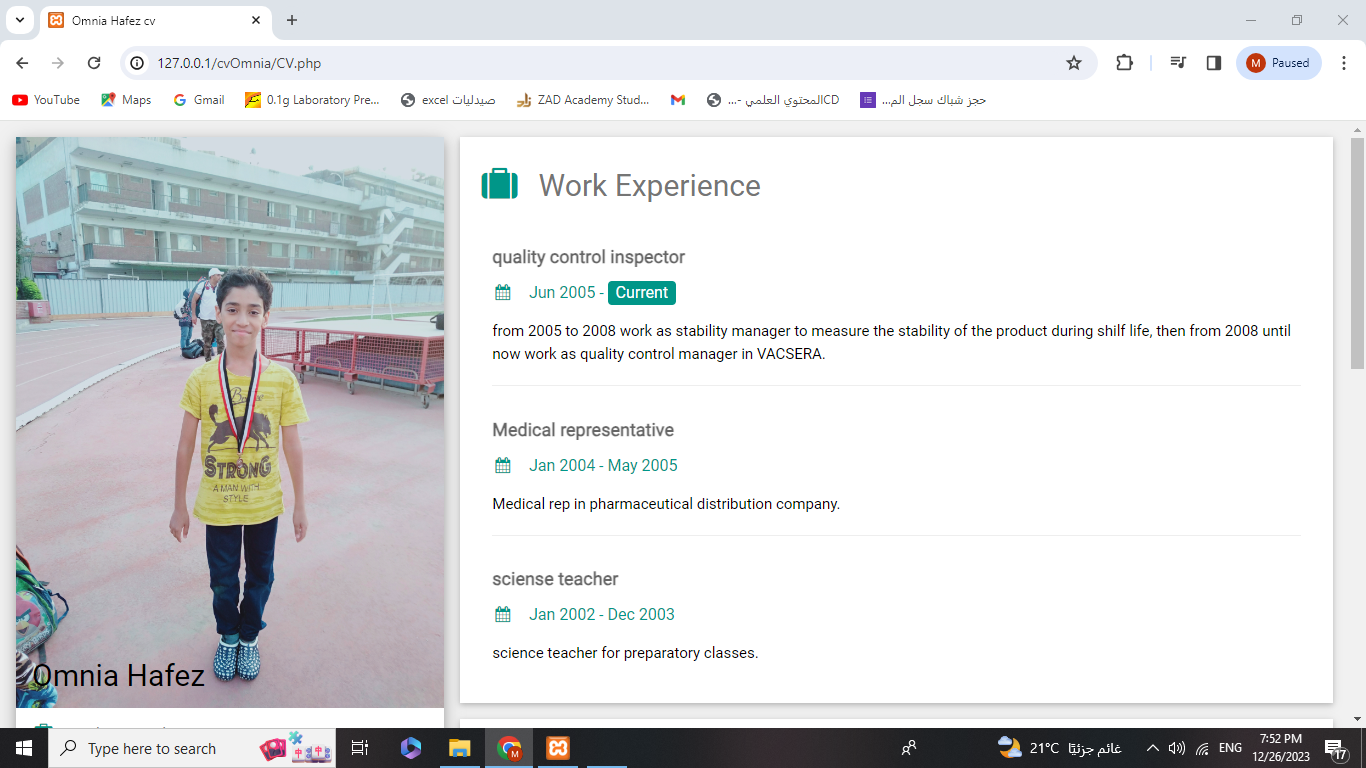 Omnia Hafez cv
127.0.0.1/cvOmnia/CV.php
Paused
M
YouTube
Maps
Gmail
0.1g Laboratory Pre...
صيدليات excel
ZAD Academy Stud...
المحتوي العلمي -...ICD
حجز شباك سجل الم...
Work Experience
quality control inspector
Jun 2005 - Current
from 2005 to 2008 work as stability manager to measure the stability of the product during shilf life, then from 2008 until
now work as quality control manager in VACSERA.
Medical representative
Jan 2004 - May 2005
Medical rep in pharmaceutical distribution company.
sciense teacher
Jan 2002 - Dec 2003
science teacher for preparatory classes.
STRONG
A MAN WITH
STYLE
Omnia Hafez
Type here to search
21°C غائم جزئيًا
ENG
7:52 PM
12/26/2023
17